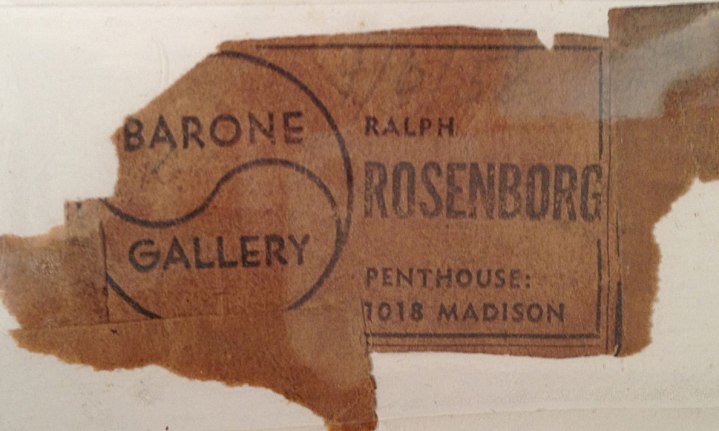 BARONE
GALLERY
RALPH
ROSENBORG
PENTHOUSE:
1018 MADISON